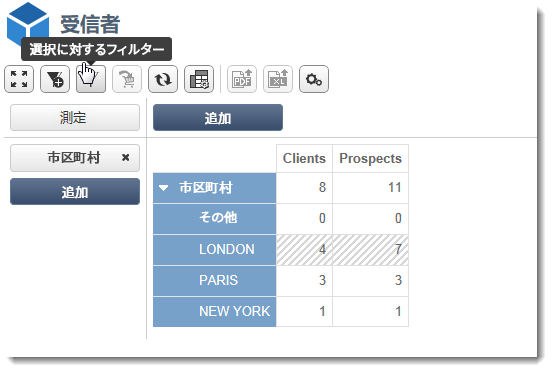 受信者
選択に対するフィルター
PDF XL
測定 追加
市区町村 ×
追加
Clients Prospects
市区町村 8 11
その他 0 0
LONDON 4 7
PARIS 3 3
NEW YORK 1 1